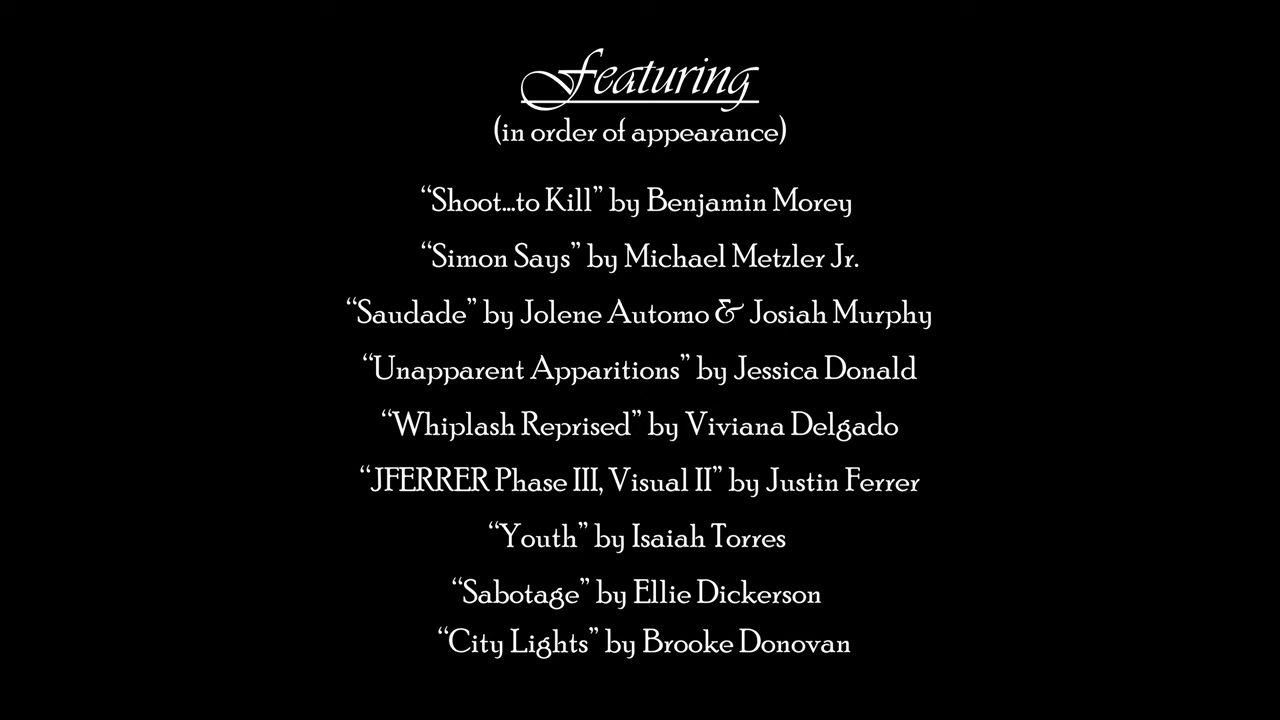 Featuring
(in order of appearance)
“Shoot...to Kill” by Benjamin Morey
“Simon Says” by Michael Metzler Jr.
“Saudade” by Jolene Automo & Josiah Murphy
“Unapparent Apparitions” by Jessica Donald
“Whiplash Reprised” by Viviana Delgado
“JFERRER Phase III, Visual II” by Justin Ferrer
“Youth” by Isaiah Torres
“Sabotage” by Ellie Dickerson
“City Lights” by Brooke Donovan